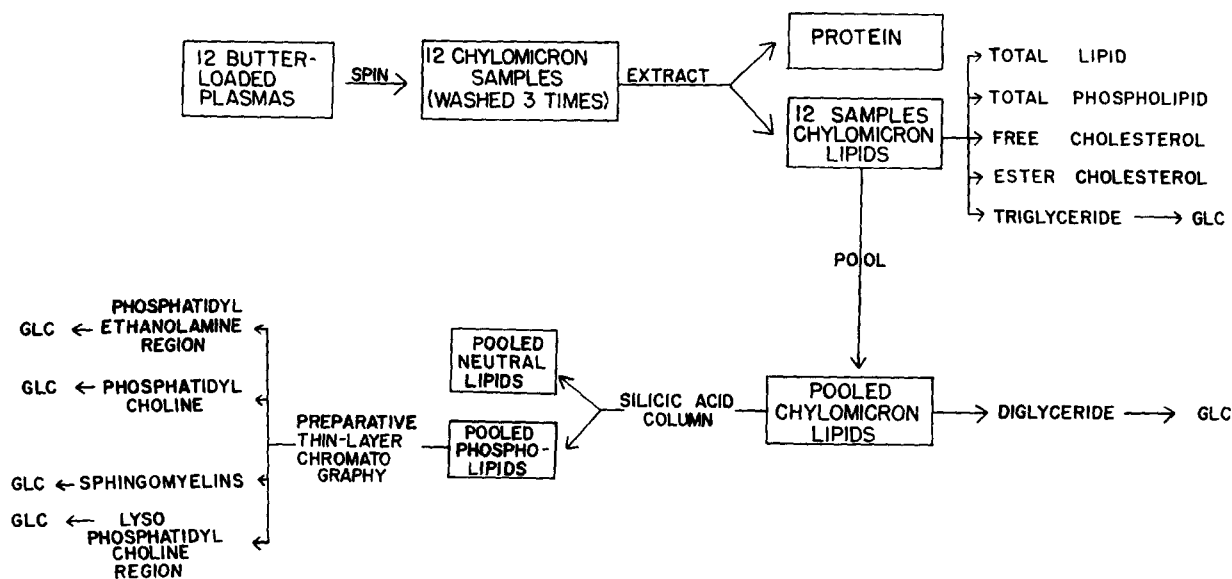 12 BUTTER-
LOADED
PLASMAS
SPIN
12 CHYLOMICRON
SAMPLES
(WASHED 3 TIMES)
EXTRACT
PROTEIN
12 SAMPLES
CHYLOMICRON
LIPIDS
TOTAL LIPID
TOTAL PHOSPHOLIPID
FREE CHOLESTEROL
ESTER CHOLESTEROL
TRIGLYCERIDE
GLC
POOL
POOLED
CHYLOMICRON
LIPIDS
DIGLYCERIDE
GLC
SILICIC ACID
COLUMN
POOLED
NEUTRAL
LIPIDS
POOLED
PHOSPHO-
LIPIDS
PREPARATIVE
THIN-LAYER
CHROMATO
GRAPHY
PHOSPHATIDYL
ETHANOLAMINE
REGION
GLC
PHOSPHATIDYL
CHOLINE
GLC
SPHINGOMYELINS
GLC
LYSO
PHOSPHATIDYL
CHOLINE
REGION
GLC